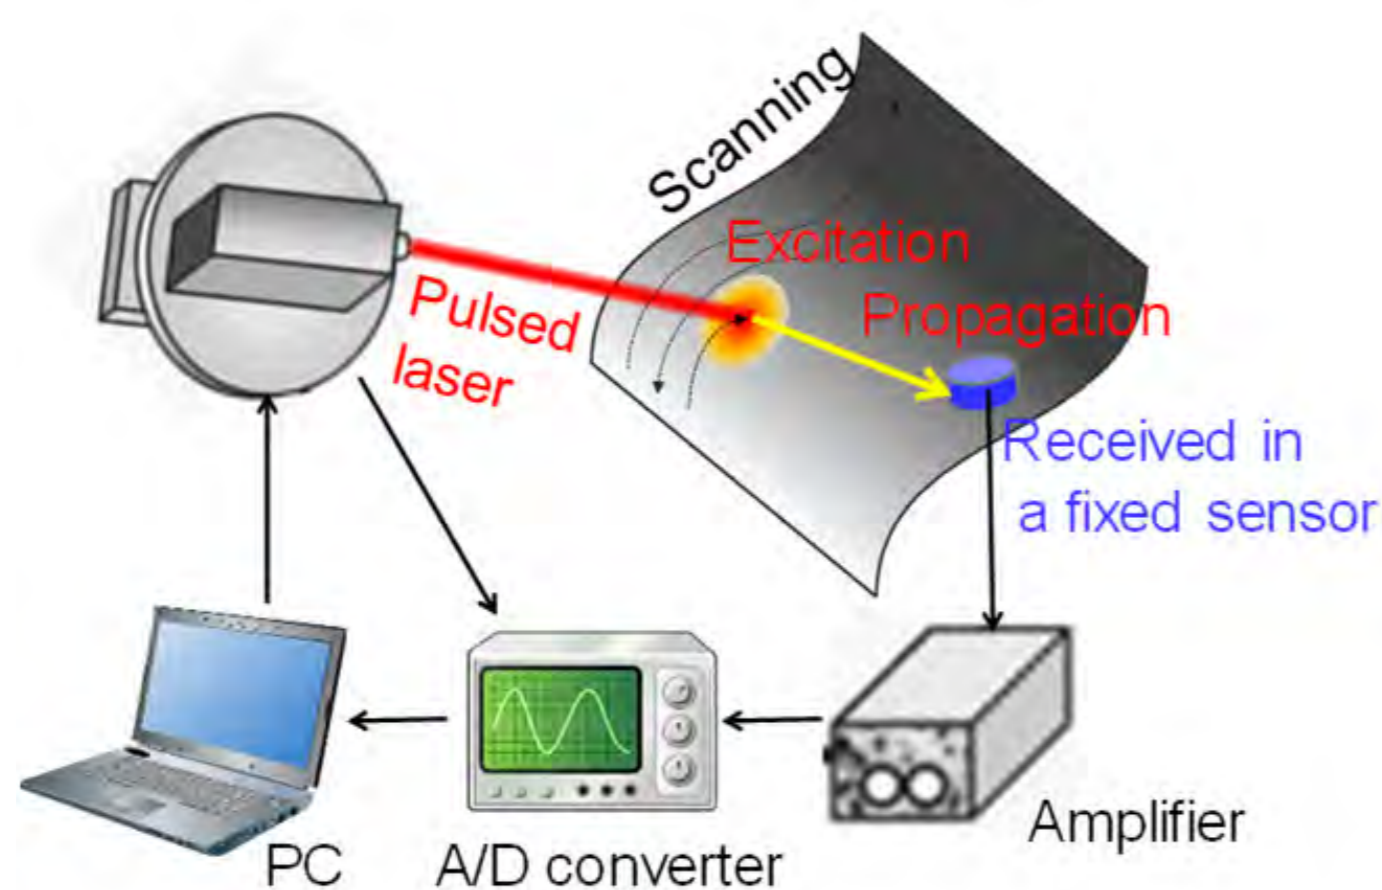 Scanning
Excitation
Propagation
Pulsed
laser
Received in
a fixed sensor
Amplifier
PC
A/D converter